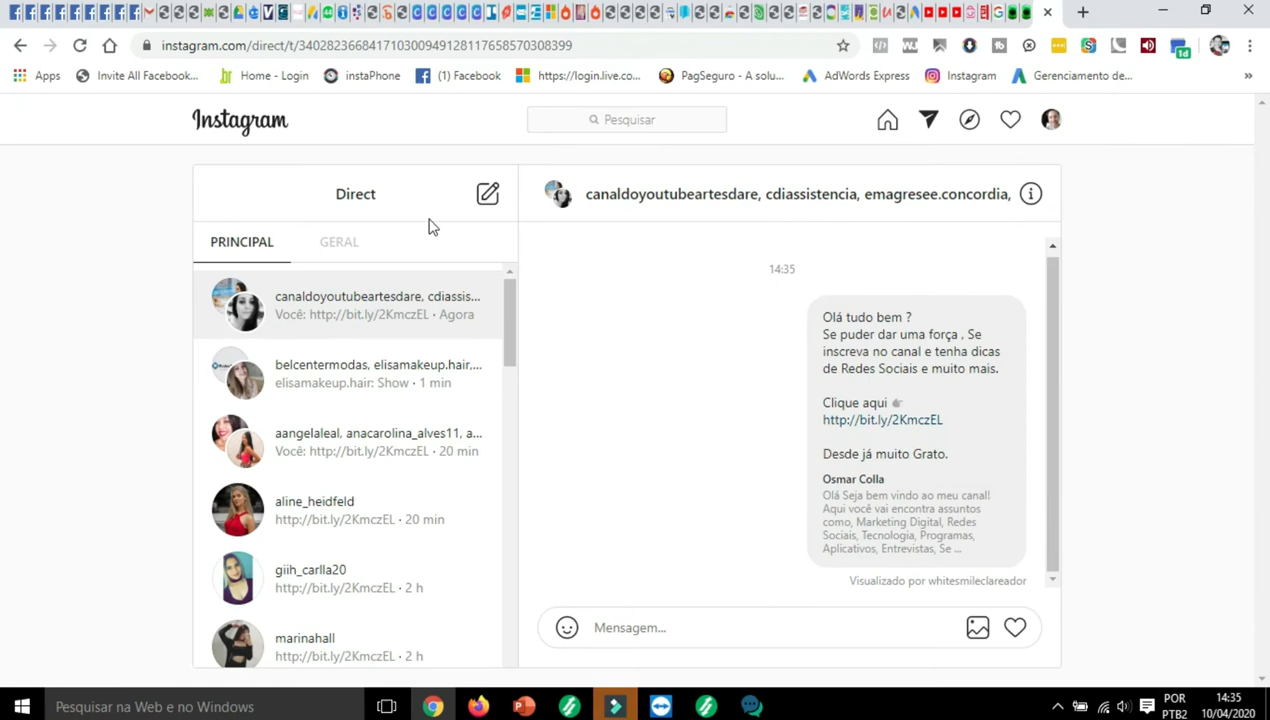 instagram.com/direct/t/340282366841710300949128117658570308399
Apps
Invite All Facebook...
Home - Login
instaPhone
(1) Facebook
https://login.live.co...
PagSeguro - A solu...
AdWords Express
Instagram
Gerenciamento de...
»
1d
Instagram
Pesquisar
Direct
canaldoyoutubeartesdare, cdiassistencia, emagresee.concordia,
PRINCIPAL
GERAL
canaldoyoutubeartesdare, cdiassis...
Você: http://bit.ly/2KmczEL • Agora
belcentermodas, elisamakeup.hair,...
elisamakeup.hair: Show • 1 min
aangelaleal, anacarolina_alves11, a...
Você: http://bit.ly/2KmczEL • 20 min
aline_heidfeld
http://bit.ly/2KmczEL • 20 min
giih_carlla20
http://bit.ly/2KmczEL • 2 h
marinahall
http://bit.ly/2KmczEL • 2 h
14:35
Olá tudo bem ?
Se puder dar uma força , Se
inscreva no canal e tenha dicas
de Redes Sociais e muito mais.
Clique aqui
http://bit.ly/2KmczEL
Desde já muito Grato.
Osmar Colla
Olá Seja bem vindo ao meu canal!
Aqui você vai encontra assuntos
como, Marketing Digital, Redes
Sociais, Tecnologia, Programas,
Aplicativos, Entrevistas, Se ...
Visualizado por whitesmileclareador
Mensagem...
Pesquisar na Web e no Windows
POR
PTB2
14:35
10/04/2020